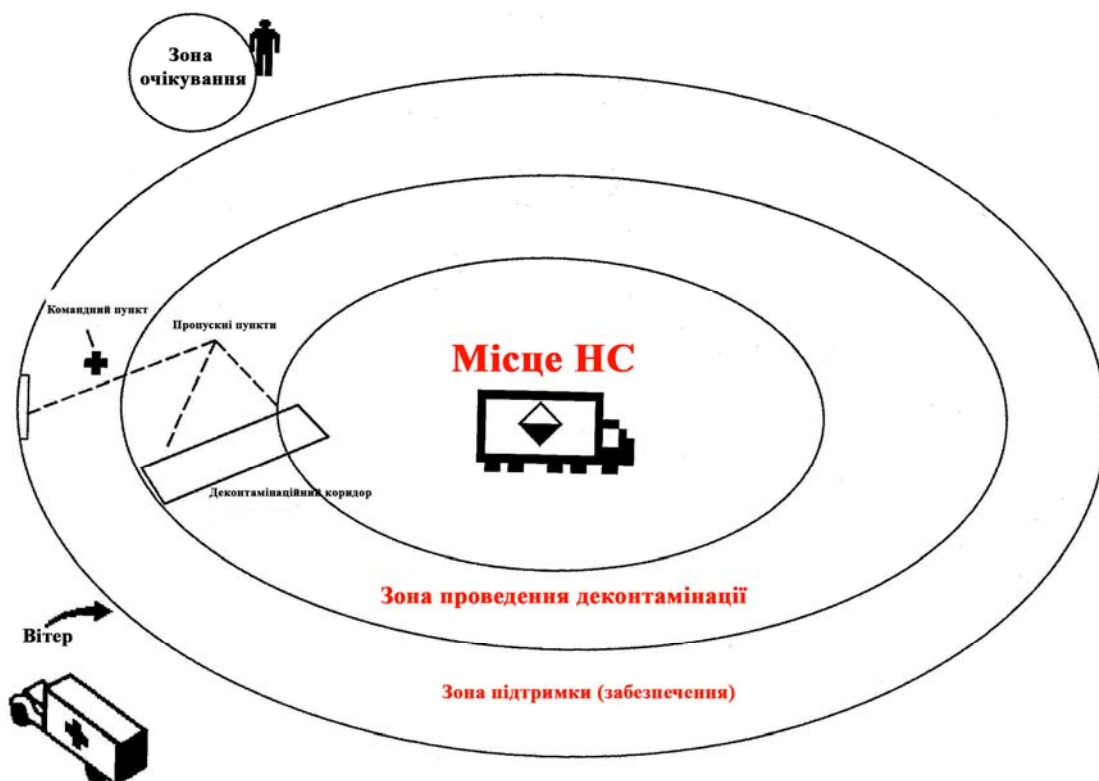 Зона
очікування
Командний пункт
Пропускні пункти
Місце НС
Деконтамінаційний коридор
Зона проведення деконтамінації
Вітер
Зона підтримки (забезпечення)